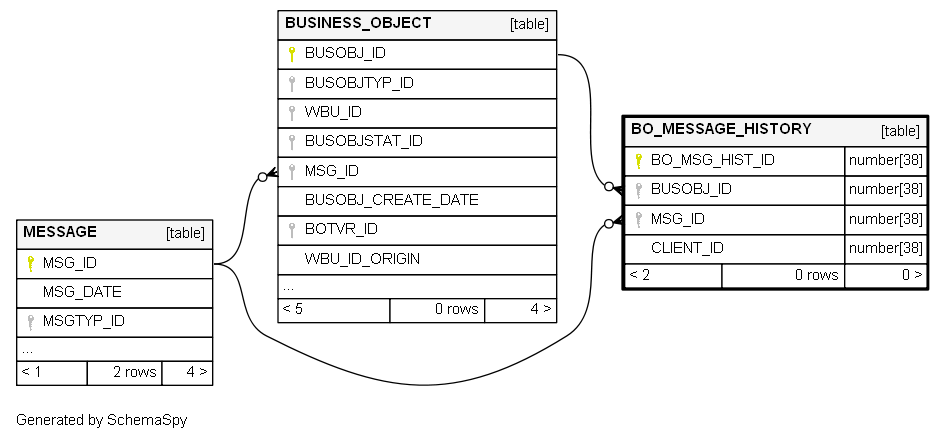 BUSINESS_OBJECT [table]
BUSOBJ_ID
BUSOBJTYP_ID
WBU_ID
BUSOBJSTAT_ID
MSG_ID
BUSOBJ_CREATE_DATE
BOTVR_ID
WBU_ID_ORIGIN
...
< 5 0 rows 4 >
BO_MESSAGE_HISTORY [table]
BO_MSG_HIST_ID number[38]
BUSOBJ_ID number[38]
MSG_ID number[38]
CLIENT_ID number[38]
< 2 0 rows 0 >
MESSAGE [table]
MSG_ID
MSG_DATE
MSGTYP_ID
...
< 1 2 rows 4 >
Generated by SchemaSpy